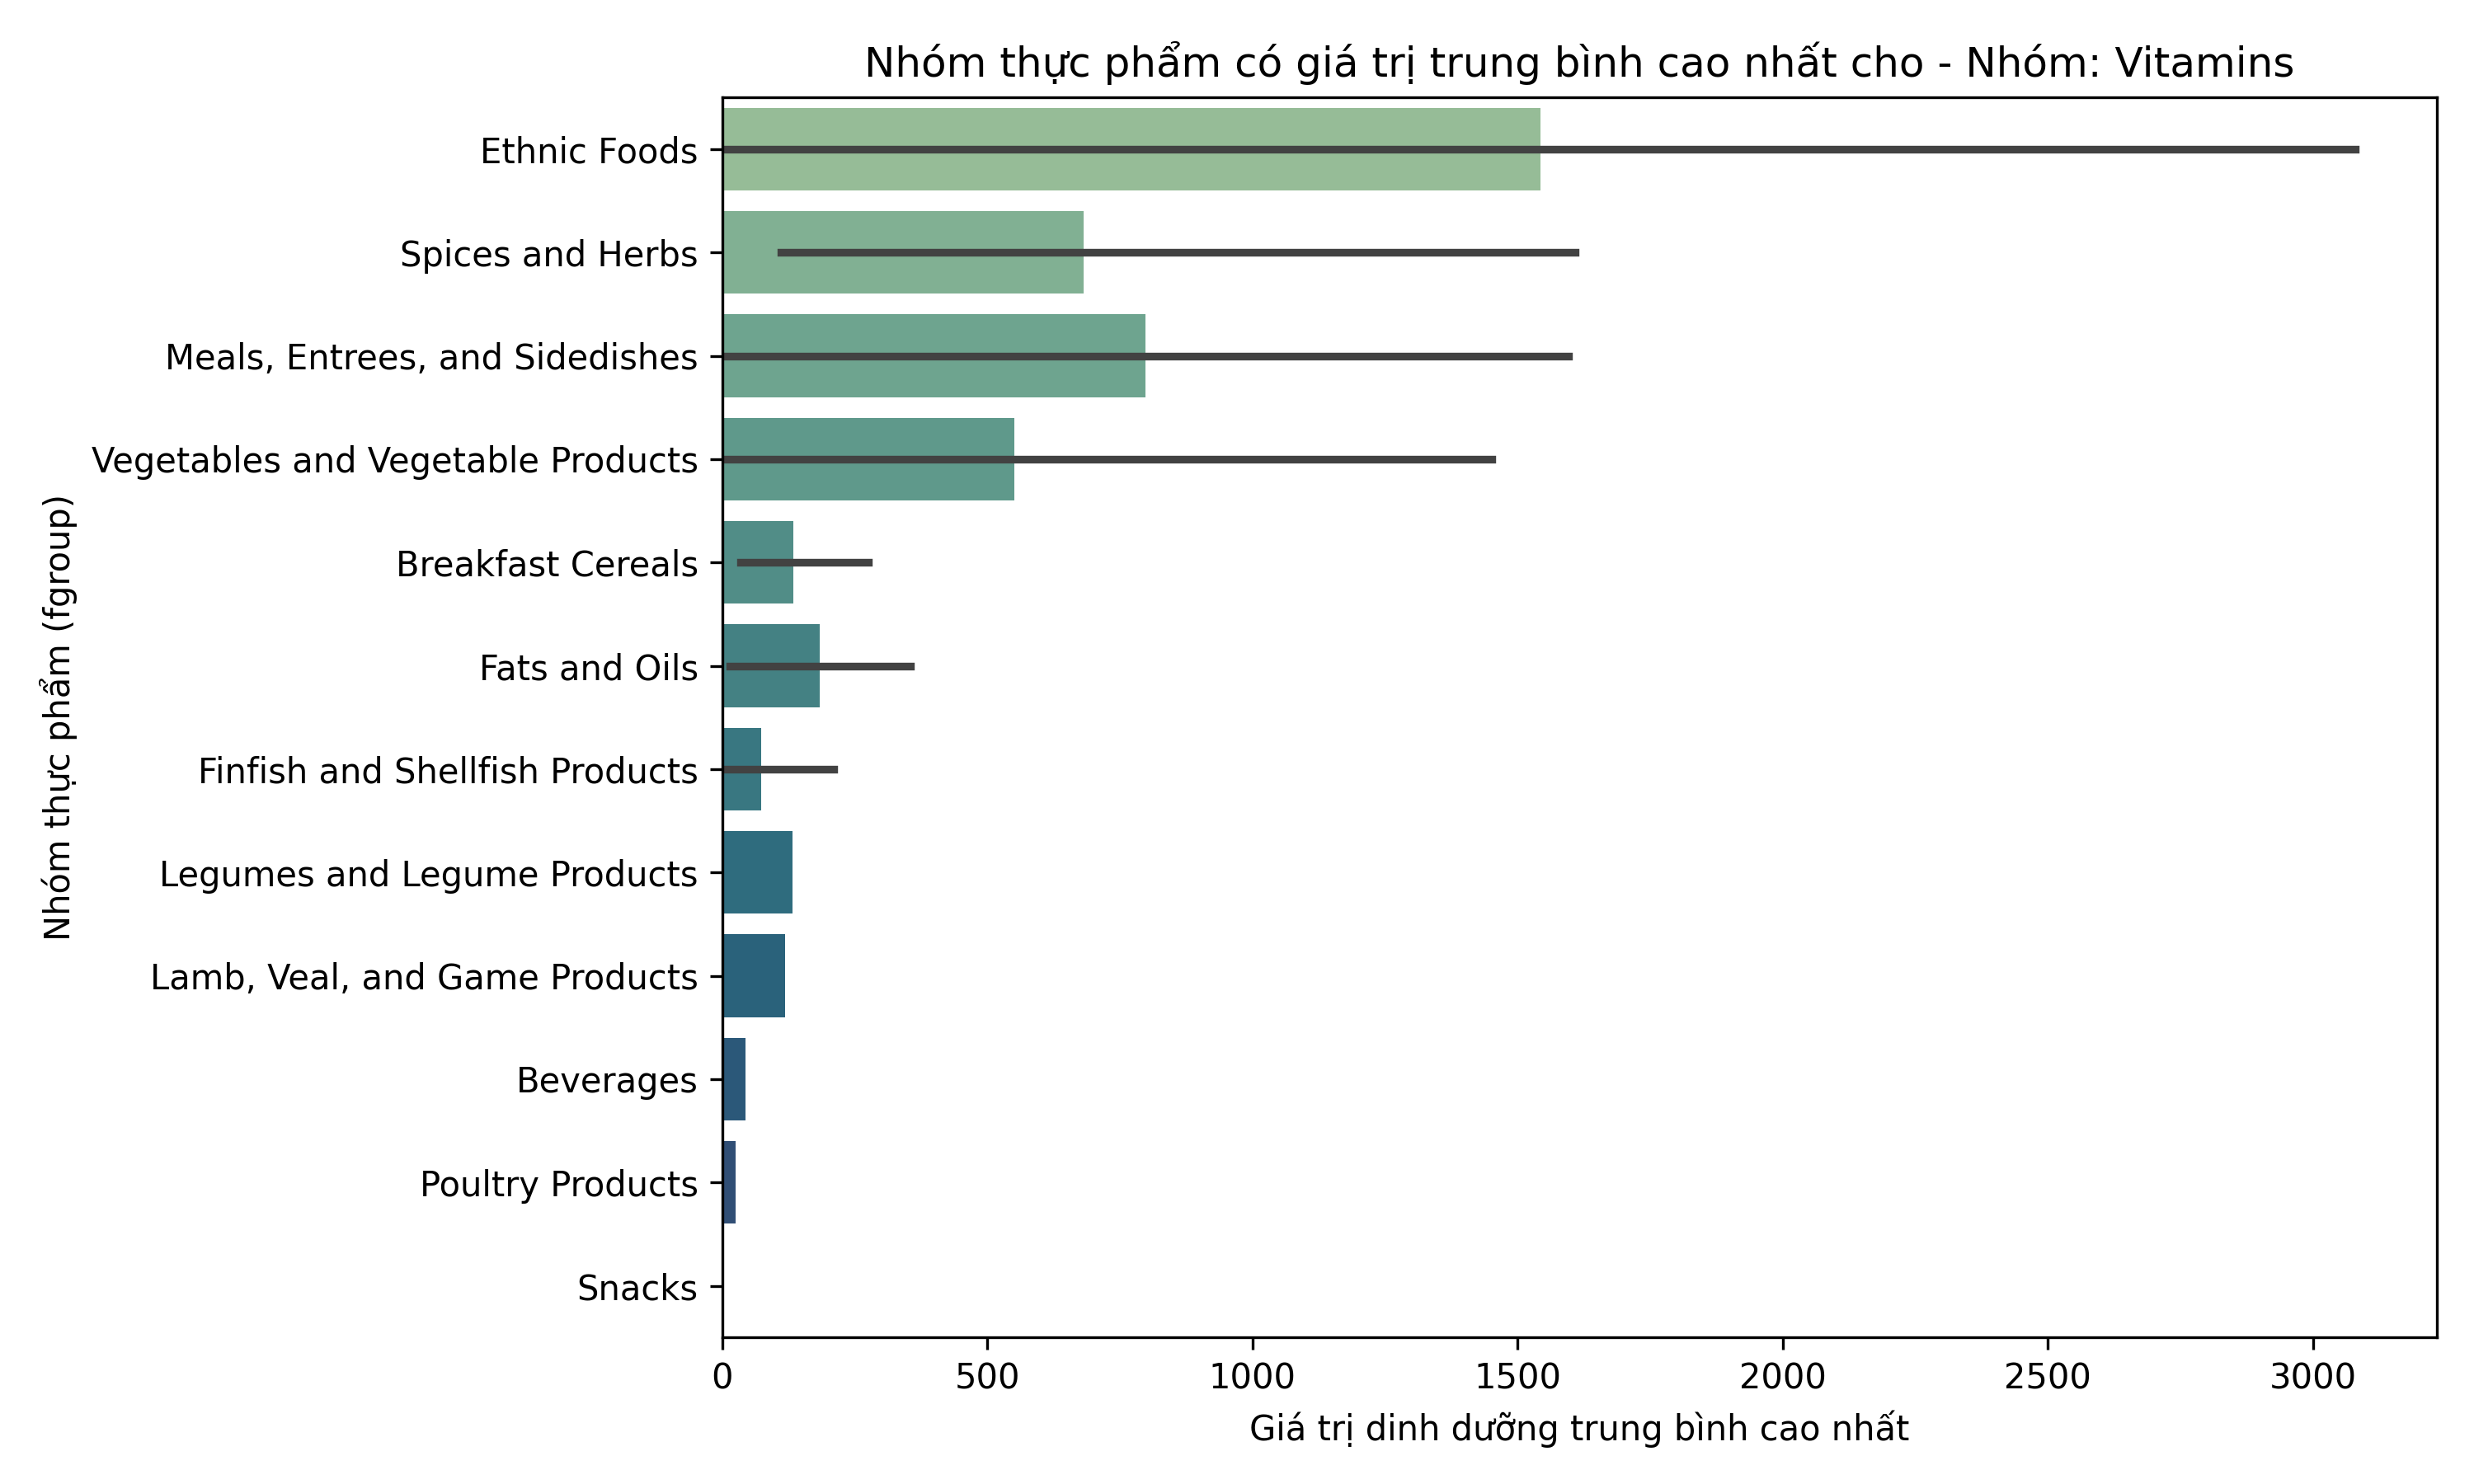 Nhóm thực phẩm có giá trị trung bình cao nhất cho - Nhóm: Vitamins
Nhóm thực phẩm (fgroup)
Ethnic Foods
Spices and Herbs
Meals, Entrees, and Sidedishes
Vegetables and Vegetable Products
Breakfast Cereals
Fats and Oils
Finfish and Shellfish Products
Legumes and Legume Products
Lamb, Veal, and Game Products
Beverages
Poultry Products
Snacks
0 500 1000 1500 2000 2500 3000
Giá trị dinh dưỡng trung bình cao nhất